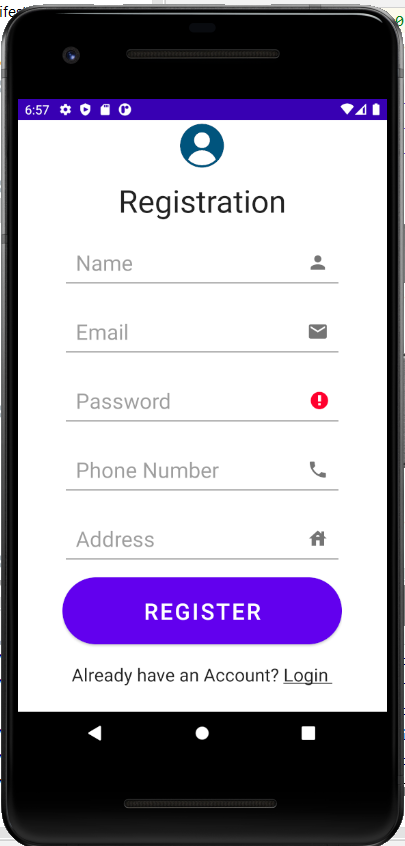 6:57
Registration
Name
Email
Password
Phone Number
Address
REGISTER
Already have an Account? Login